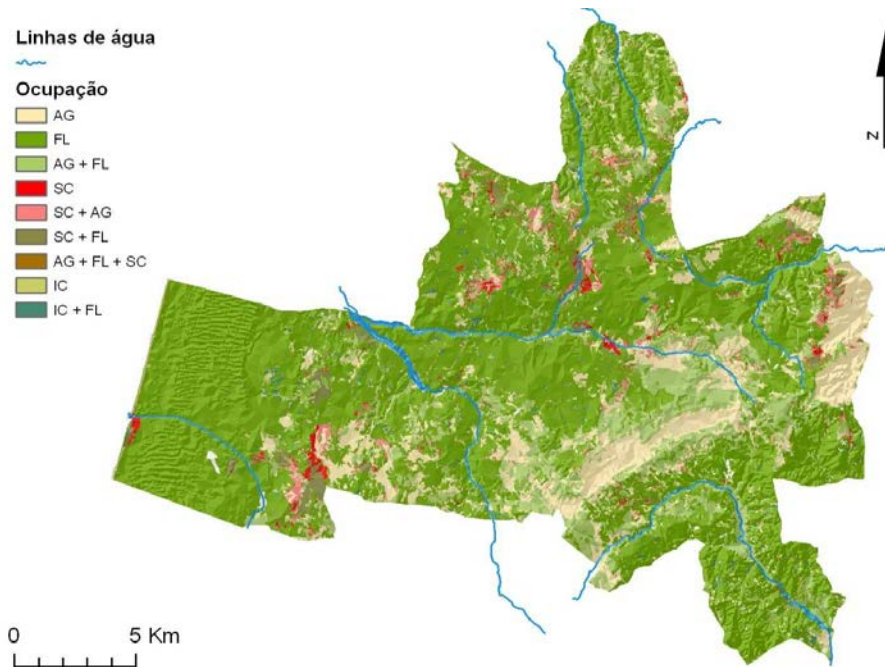 Linhas de água
Ocupação
AG
FL
AG + FL
SC
SC + AG
SC + FL
AG + FL + SC
IC
IC + FL
N
0 5 Km